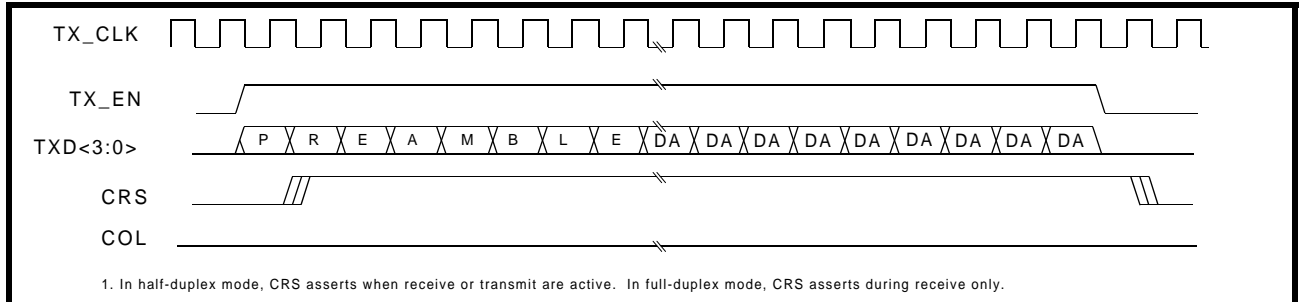 TX_CLK
TX_EN
TXD<3:0> P R E A M B L E DA DA DA DA DA DA DA DA DA
CRS
COL
1. In half-duplex mode, CRS asserts when receive or transmit are active. In full-duplex mode, CRS asserts during receive only.